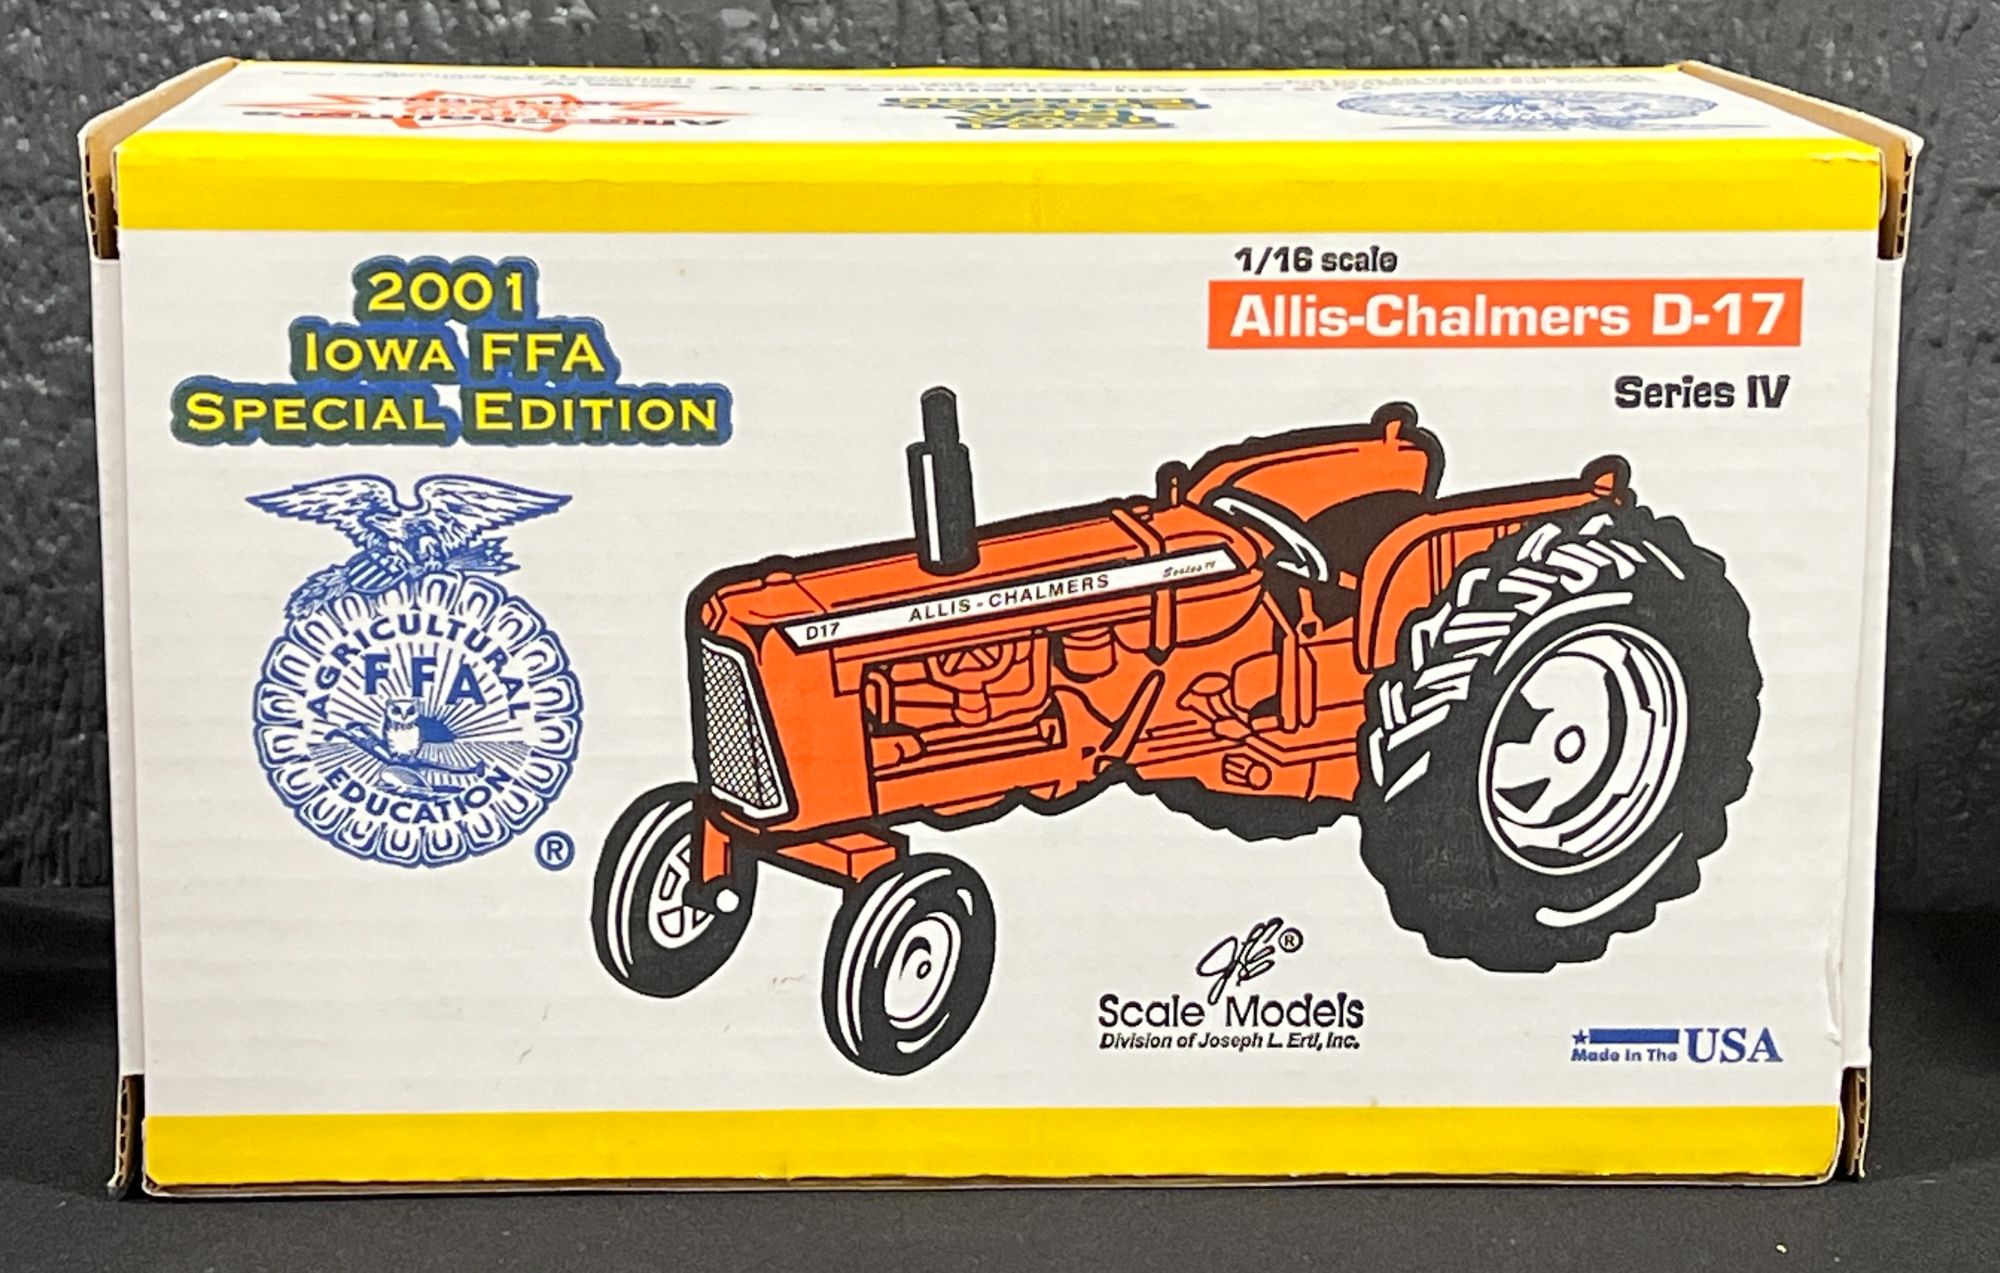 2001
Iowa FFA
Special Edition
1/16 scale
Allis-Chalmers D-17
Series IV
AGRICULTURAL
FFA
EDUCATION
®
D17 ALLIS-CHALMERS Series IV
JLE®
Scale Models
Division of Joseph L. Ertl, Inc.
Made In The USA